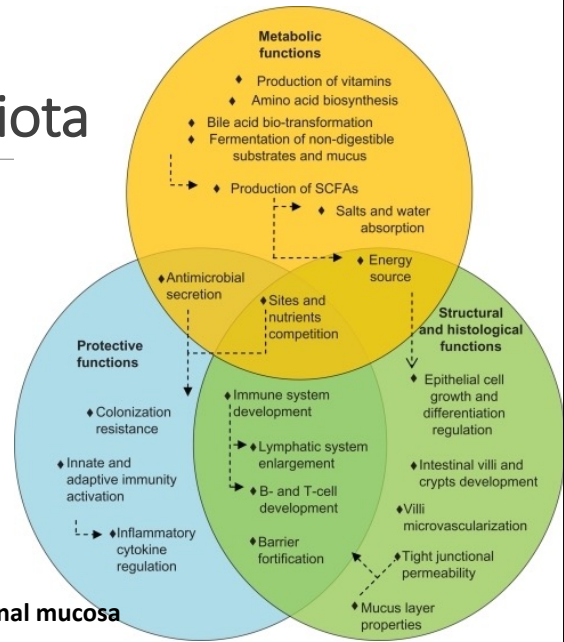 iota
Metabolic
functions
Production of vitamins
Amino acid biosynthesis
Bile acid bio-transformation
Fermentation of non-digestible
substrates and mucus
Production of SCFAs
Salts and water
absorption
Energy
source
Antimicrobial
secretion
Sites and
nutrients
competition
Protective
functions
Colonization
resistance
Innate and
adaptive immunity
activation
Inflammatory
cytokine
regulation
Immune system
development
Lymphatic system
enlargement
B- and T-cell
development
Barrier
fortification
Structural
and histological
functions
Epithelial cell
growth and
differentiation
regulation
Intestinal villi and
crypts development
Villi
microvascularization
Tight junctional
permeability
Mucus layer
properties
nal mucosa